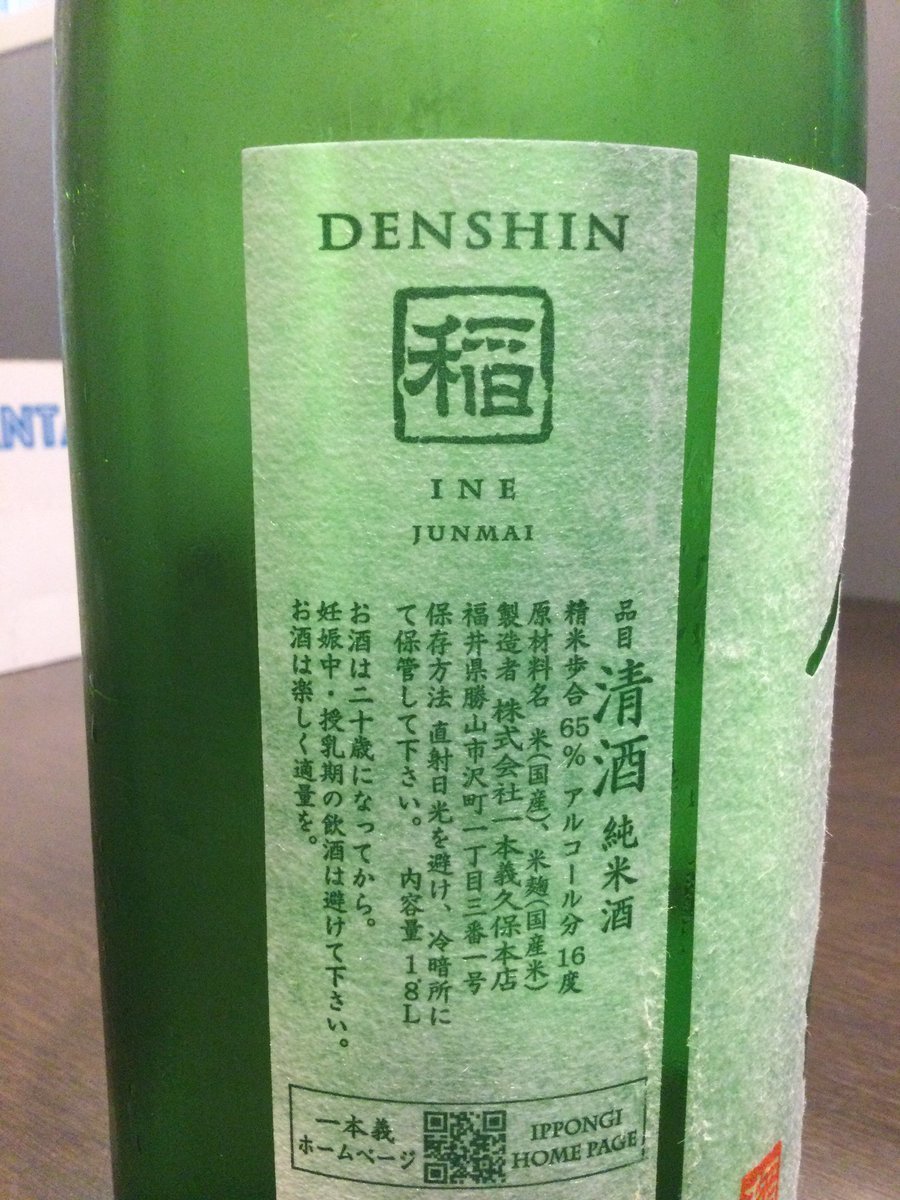 DENSHIN
稲
INE
JUNMAI
品目 清酒 純米酒
精米歩合 65% アルコール分 16度
原材料名 米(国産)、米麹(国産米)
製造者 株式会社一本義久保本店
福井県勝山市沢町一丁目三番一号
保存方法 直射日光を避け、冷暗所に
て保管して下さい。 内容量 1.8L
お酒は二十歳になってから。
妊娠中・授乳期の飲酒は避けて下さい。
お酒は楽しく適量を。
一本義
ホームページ
IPPONGI
HOME PAGE